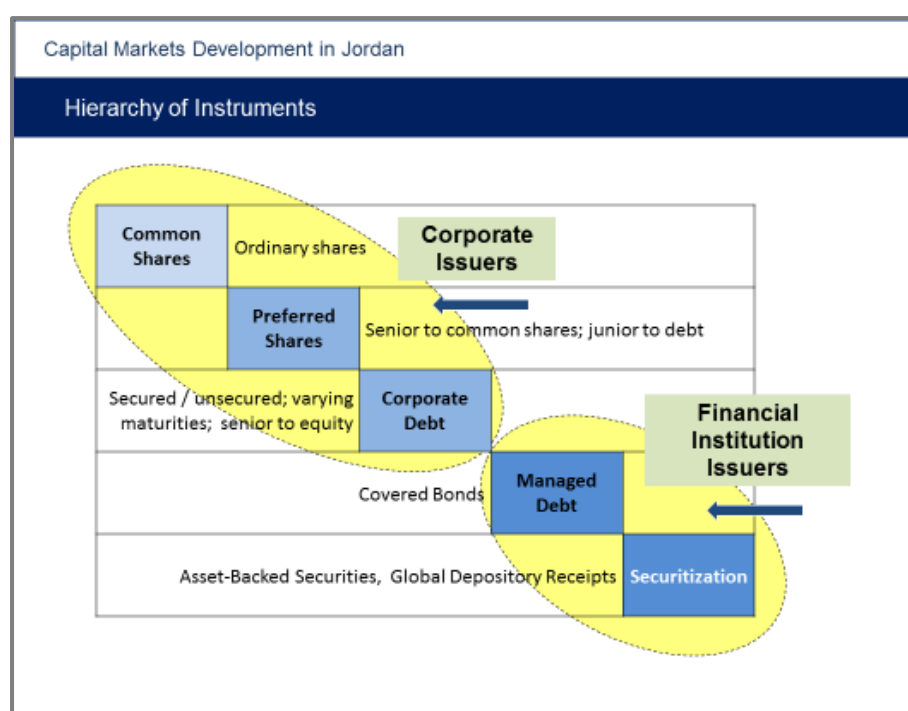 Capital Markets Development in Jordan
Hierarchy of Instruments
Common
Shares
Ordinary shares
Corporate
Issuers
Preferred
Shares
Senior to common shares; junior to debt
Secured / unsecured; varying
maturities; senior to equity
Corporate
Debt
Financial
Institution
Issuers
Covered Bonds
Managed
Debt
Asset-Backed Securities, Global Depository Receipts
Securitization